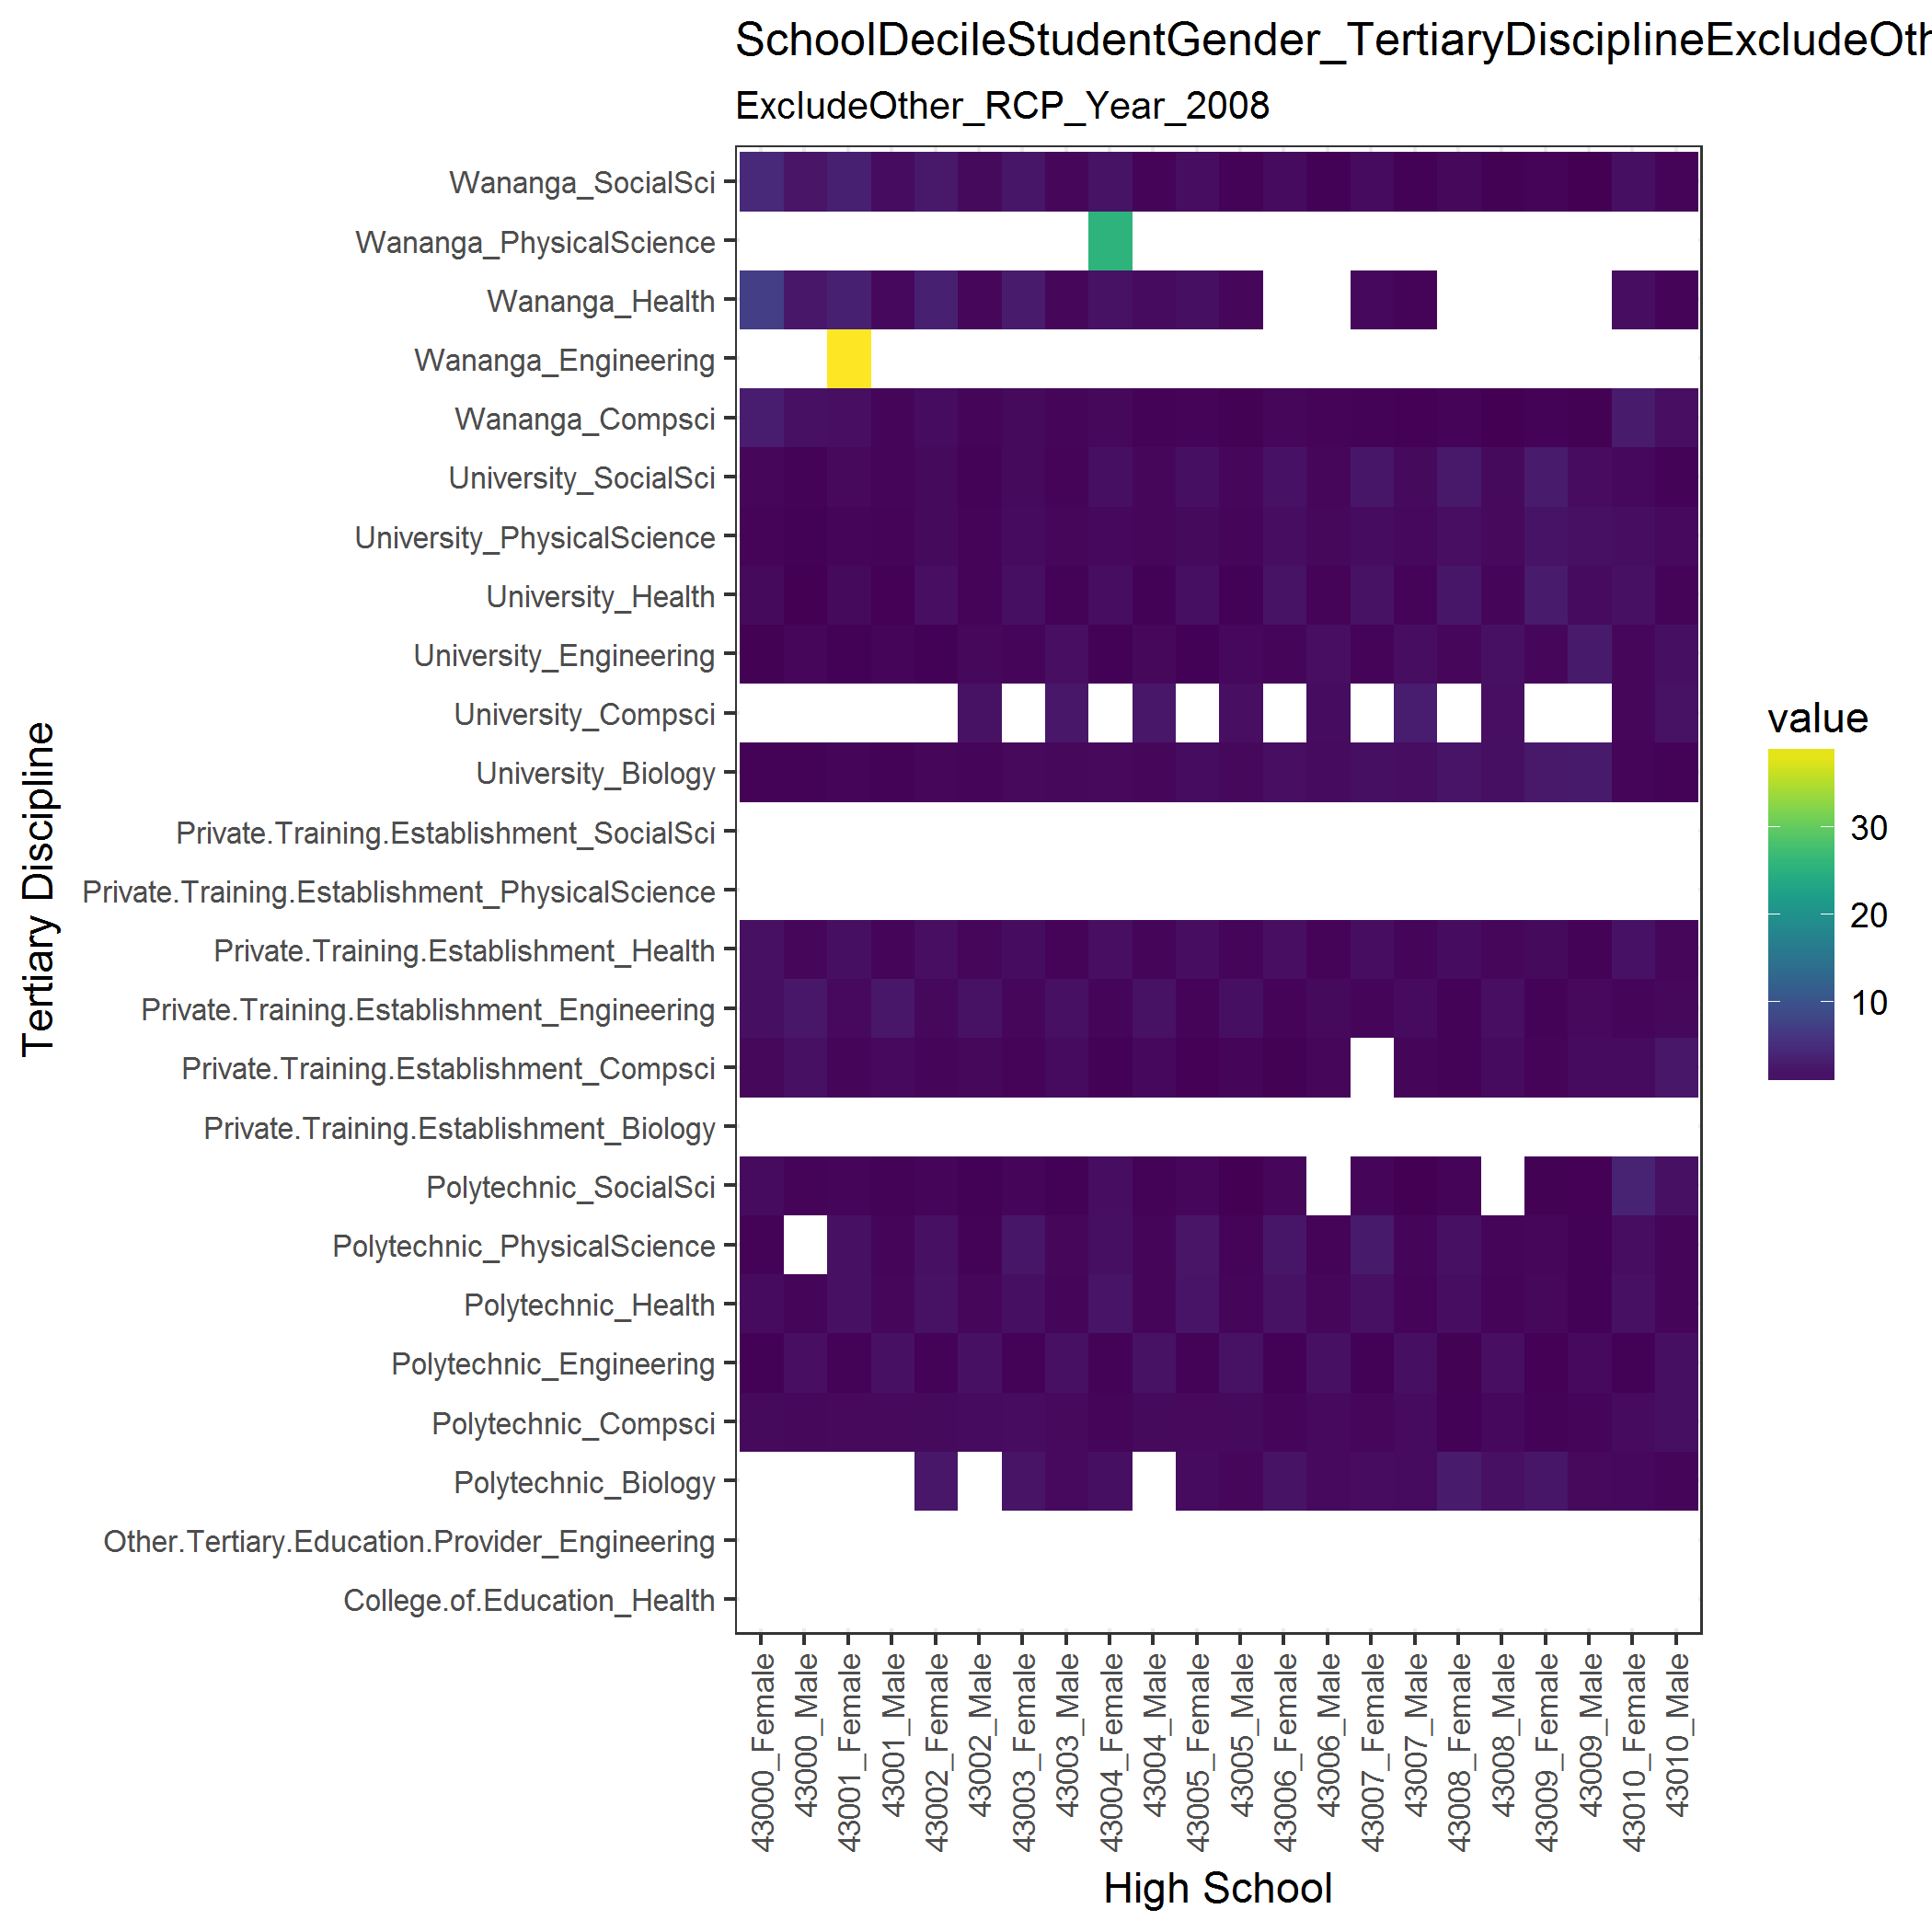 SchoolDecileStudentGender_TertiaryDisciplineExcludeOth
ExcludeOther_RCP_Year_2008
Tertiary Discipline
Wananga_SocialSci
Wananga_PhysicalScience
Wananga_Health
Wananga_Engineering
Wananga_Compsci
University_SocialSci
University_PhysicalScience
University_Health
University_Engineering
University_Compsci
University_Biology
Private.Training.Establishment_SocialSci
Private.Training.Establishment_PhysicalScience
Private.Training.Establishment_Health
Private.Training.Establishment_Engineering
Private.Training.Establishment_Compsci
Private.Training.Establishment_Biology
Polytechnic_SocialSci
Polytechnic_PhysicalScience
Polytechnic_Health
Polytechnic_Engineering
Polytechnic_Compsci
Polytechnic_Biology
Other.Tertiary.Education.Provider_Engineering
College.of.Education_Health
43000_Female
43000_Male
43001_Female
43001_Male
43002_Female
43002_Male
43003_Female
43003_Male
43004_Female
43004_Male
43005_Female
43005_Male
43006_Female
43006_Male
43007_Female
43007_Male
43008_Female
43008_Male
43009_Female
43009_Male
43010_Female
43010_Male
High School
value
30
20
10